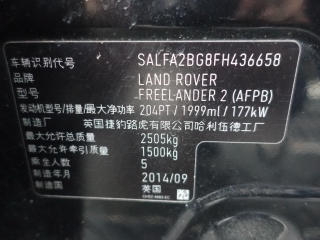 车辆识别代号 SALFA2BG8FH436658
品牌 LAND ROVER
型号 FREELANDER 2 (AFPB)
发动机型号/排量/最大净功率 204PT / 1999ml / 177kW
制造厂 英国捷豹路虎有限公司哈利伍德工厂
最大允许总质量 2505kg
最大允许牵引质量 1500kg
乘坐人数 5
制造年月 2014/09
制造国 英国